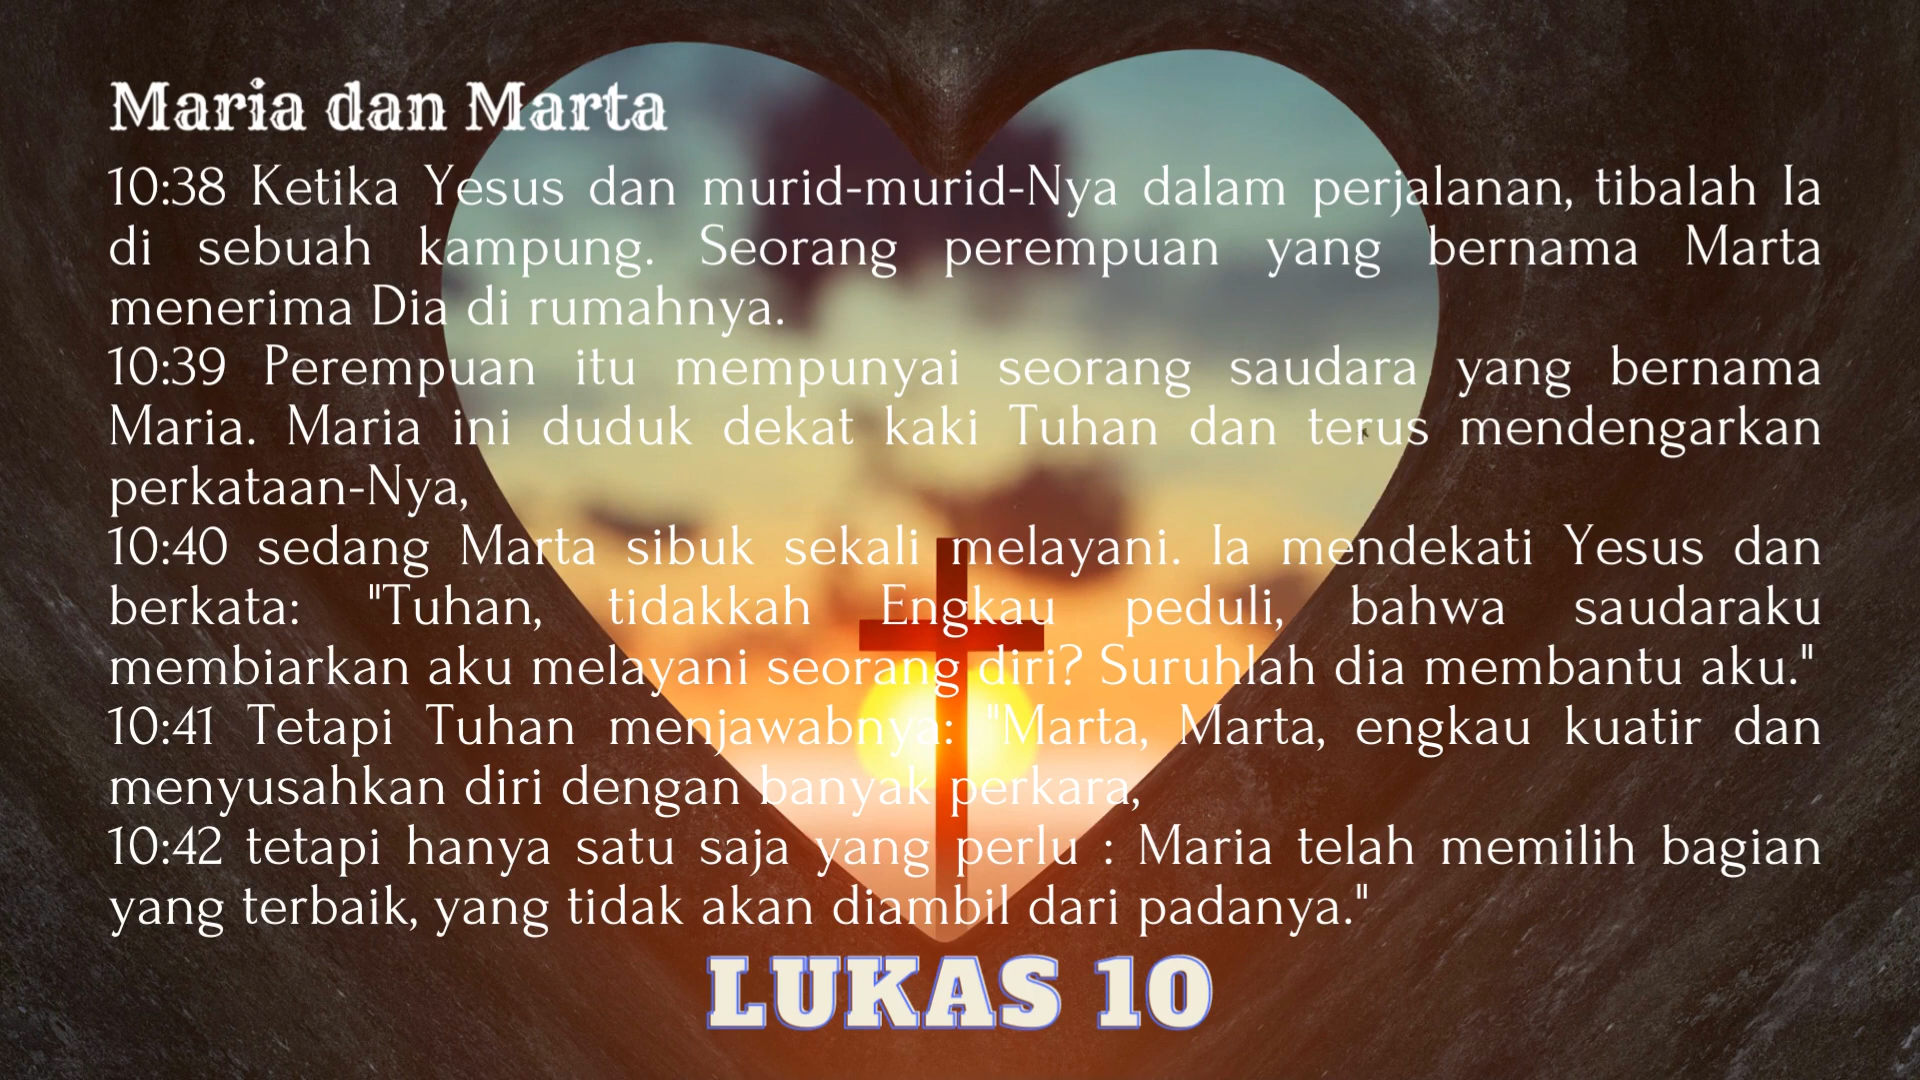 Maria dan Marta
10:38 Ketika Yesus dan murid-murid-Nya dalam perjalanan, tibalah Ia
di sebuah kampung. Seorang perempuan yang bernama Marta
menerima Dia di rumahnya.
10:39 Perempuan itu mempunyai seorang saudara yang bernama
Maria. Maria ini duduk dekat kaki Tuhan dan terus mendengarkan
perkataan-Nya,
10:40 sedang Marta sibuk sekali melayani. Ia mendekati Yesus dan
berkata: "Tuhan, tidakkah Engkau peduli, bahwa saudaraku
membiarkan aku melayani seorang diri? Suruhlah dia membantu aku."
10:41 Tetapi Tuhan menjawabnya: "Marta, Marta, engkau kuatir dan
menyusahkan diri dengan banyak perkara,
10:42 tetapi hanya satu saja yang perlu : Maria telah memilih bagian
yang terbaik, yang tidak akan diambil dari padanya."
LUKAS 10